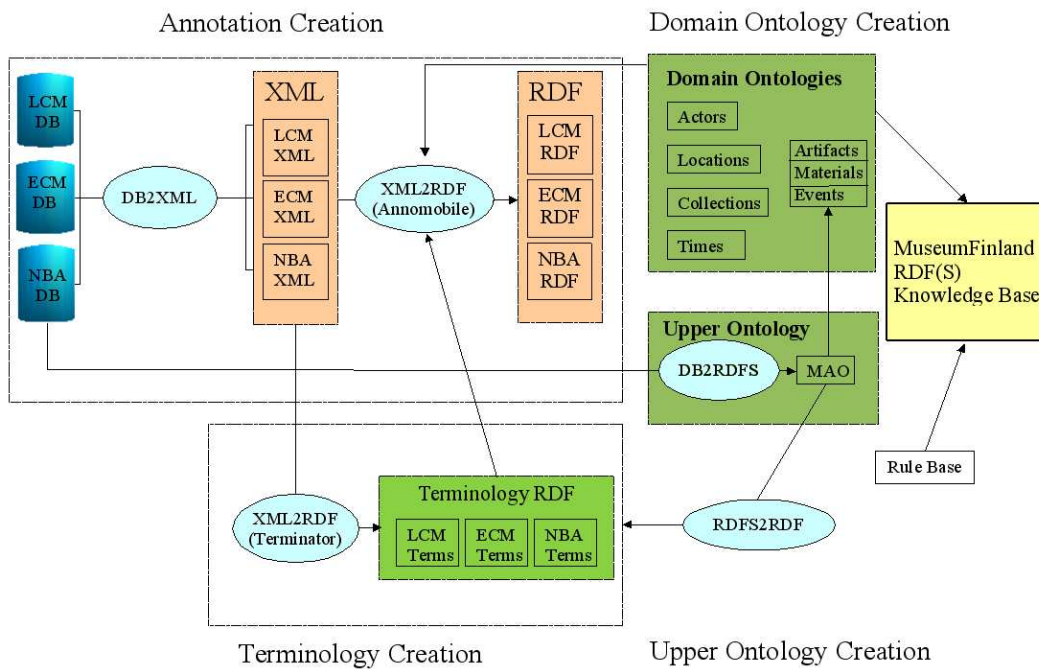 Annotation Creation
Domain Ontology Creation
LCM
DB
ECM
DB
NBA
DB
DB2XML
XML
LCM
XML
ECM
XML
NBA
XML
XML2RDF
(Annomobile)
RDF
LCM
RDF
ECM
RDF
NBA
RDF
Domain Ontologies
Actors
Locations
Collections
Times
Artifacts
Materials
Events
MuseumFinland
RDF(S)
Knowledge Base
Upper Ontology
DB2RDFS
MAO
Rule Base
XML2RDF
(Terminator)
Terminology RDF
LCM
Terms
ECM
Terms
NBA
Terms
RDFS2RDF
Terminology Creation
Upper Ontology Creation